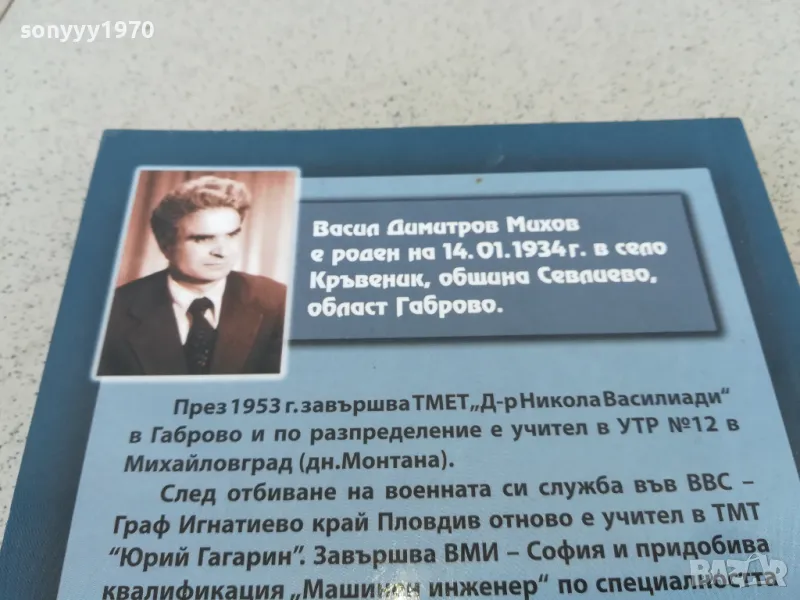 sonyyy1970
Васил Димитров Михов
е роден на 14.01.1934 г. в село
Кръвеник, община Севлиево,
област Габрово.
През 1953 г. завършва ТМЕТ „Д-р Никола Василиади“
в Габрово и по разпределение е учител в УТР №12 в
Михайловград (дн.Монтана).
След отбиване на военната си служба във ВВС –
Граф Игнатиево край Пловдив отново е учител в ТМТ
“Юрий Гагарин”. Завършва ВМИ – София и придобива
квалификация „Машинен инженер“ по специалността
BAZAR